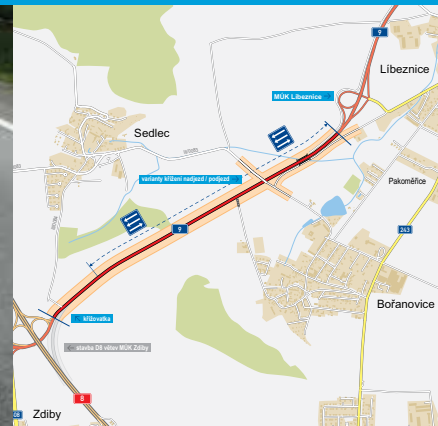 9
Líbeznice
MÚK Líbeznice
Sedlec
varianty křížení nadjezd / podjezd
Pakoměřice
9
243
Bořanovice
křižovatka
stavba D8 větev MÚK Zdiby
8
Zdiby